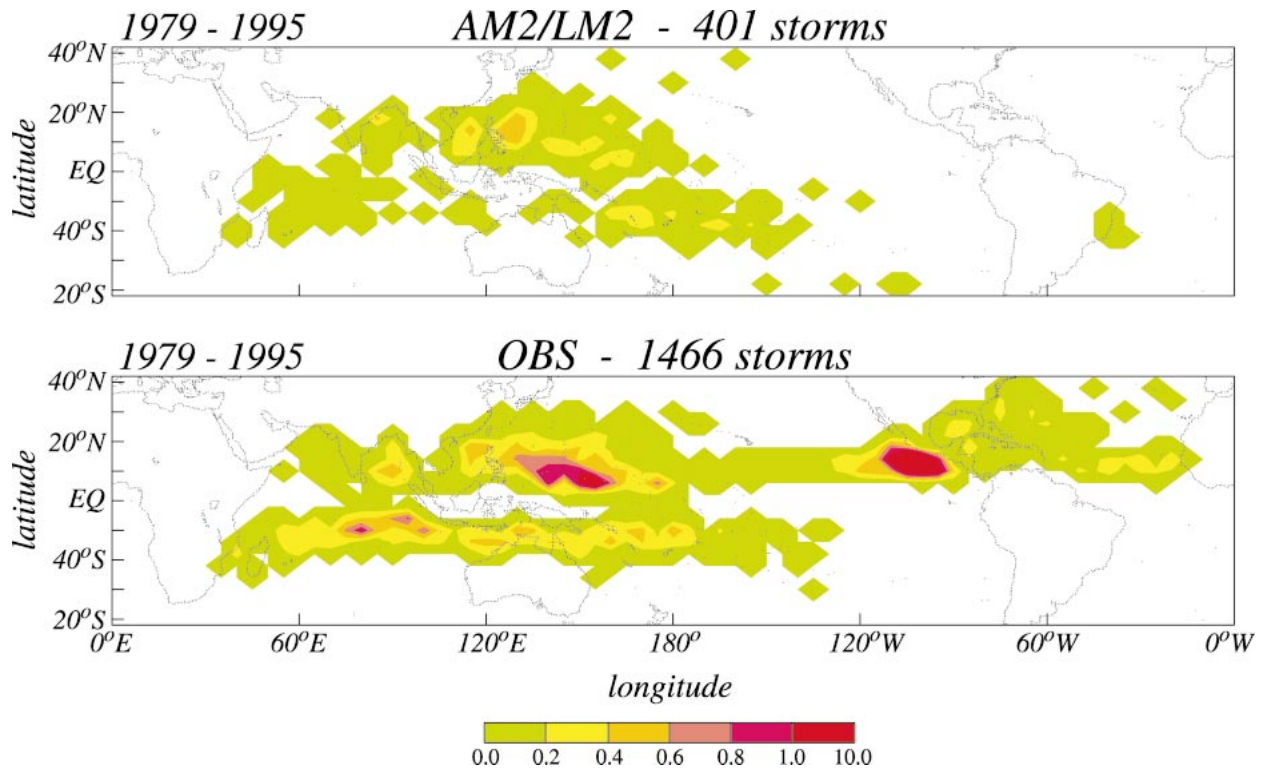 1979 - 1995 AM2/LM2 - 401 storms
40°N
20°N
EQ
40°S
20°S
latitude
1979 - 1995 OBS - 1466 storms
40°N
20°N
EQ
40°S
20°S
latitude
0°E 60°E 120°E 180° 120°W 60°W 0°W
longitude
0.0 0.2 0.4 0.6 0.8 1.0 10.0